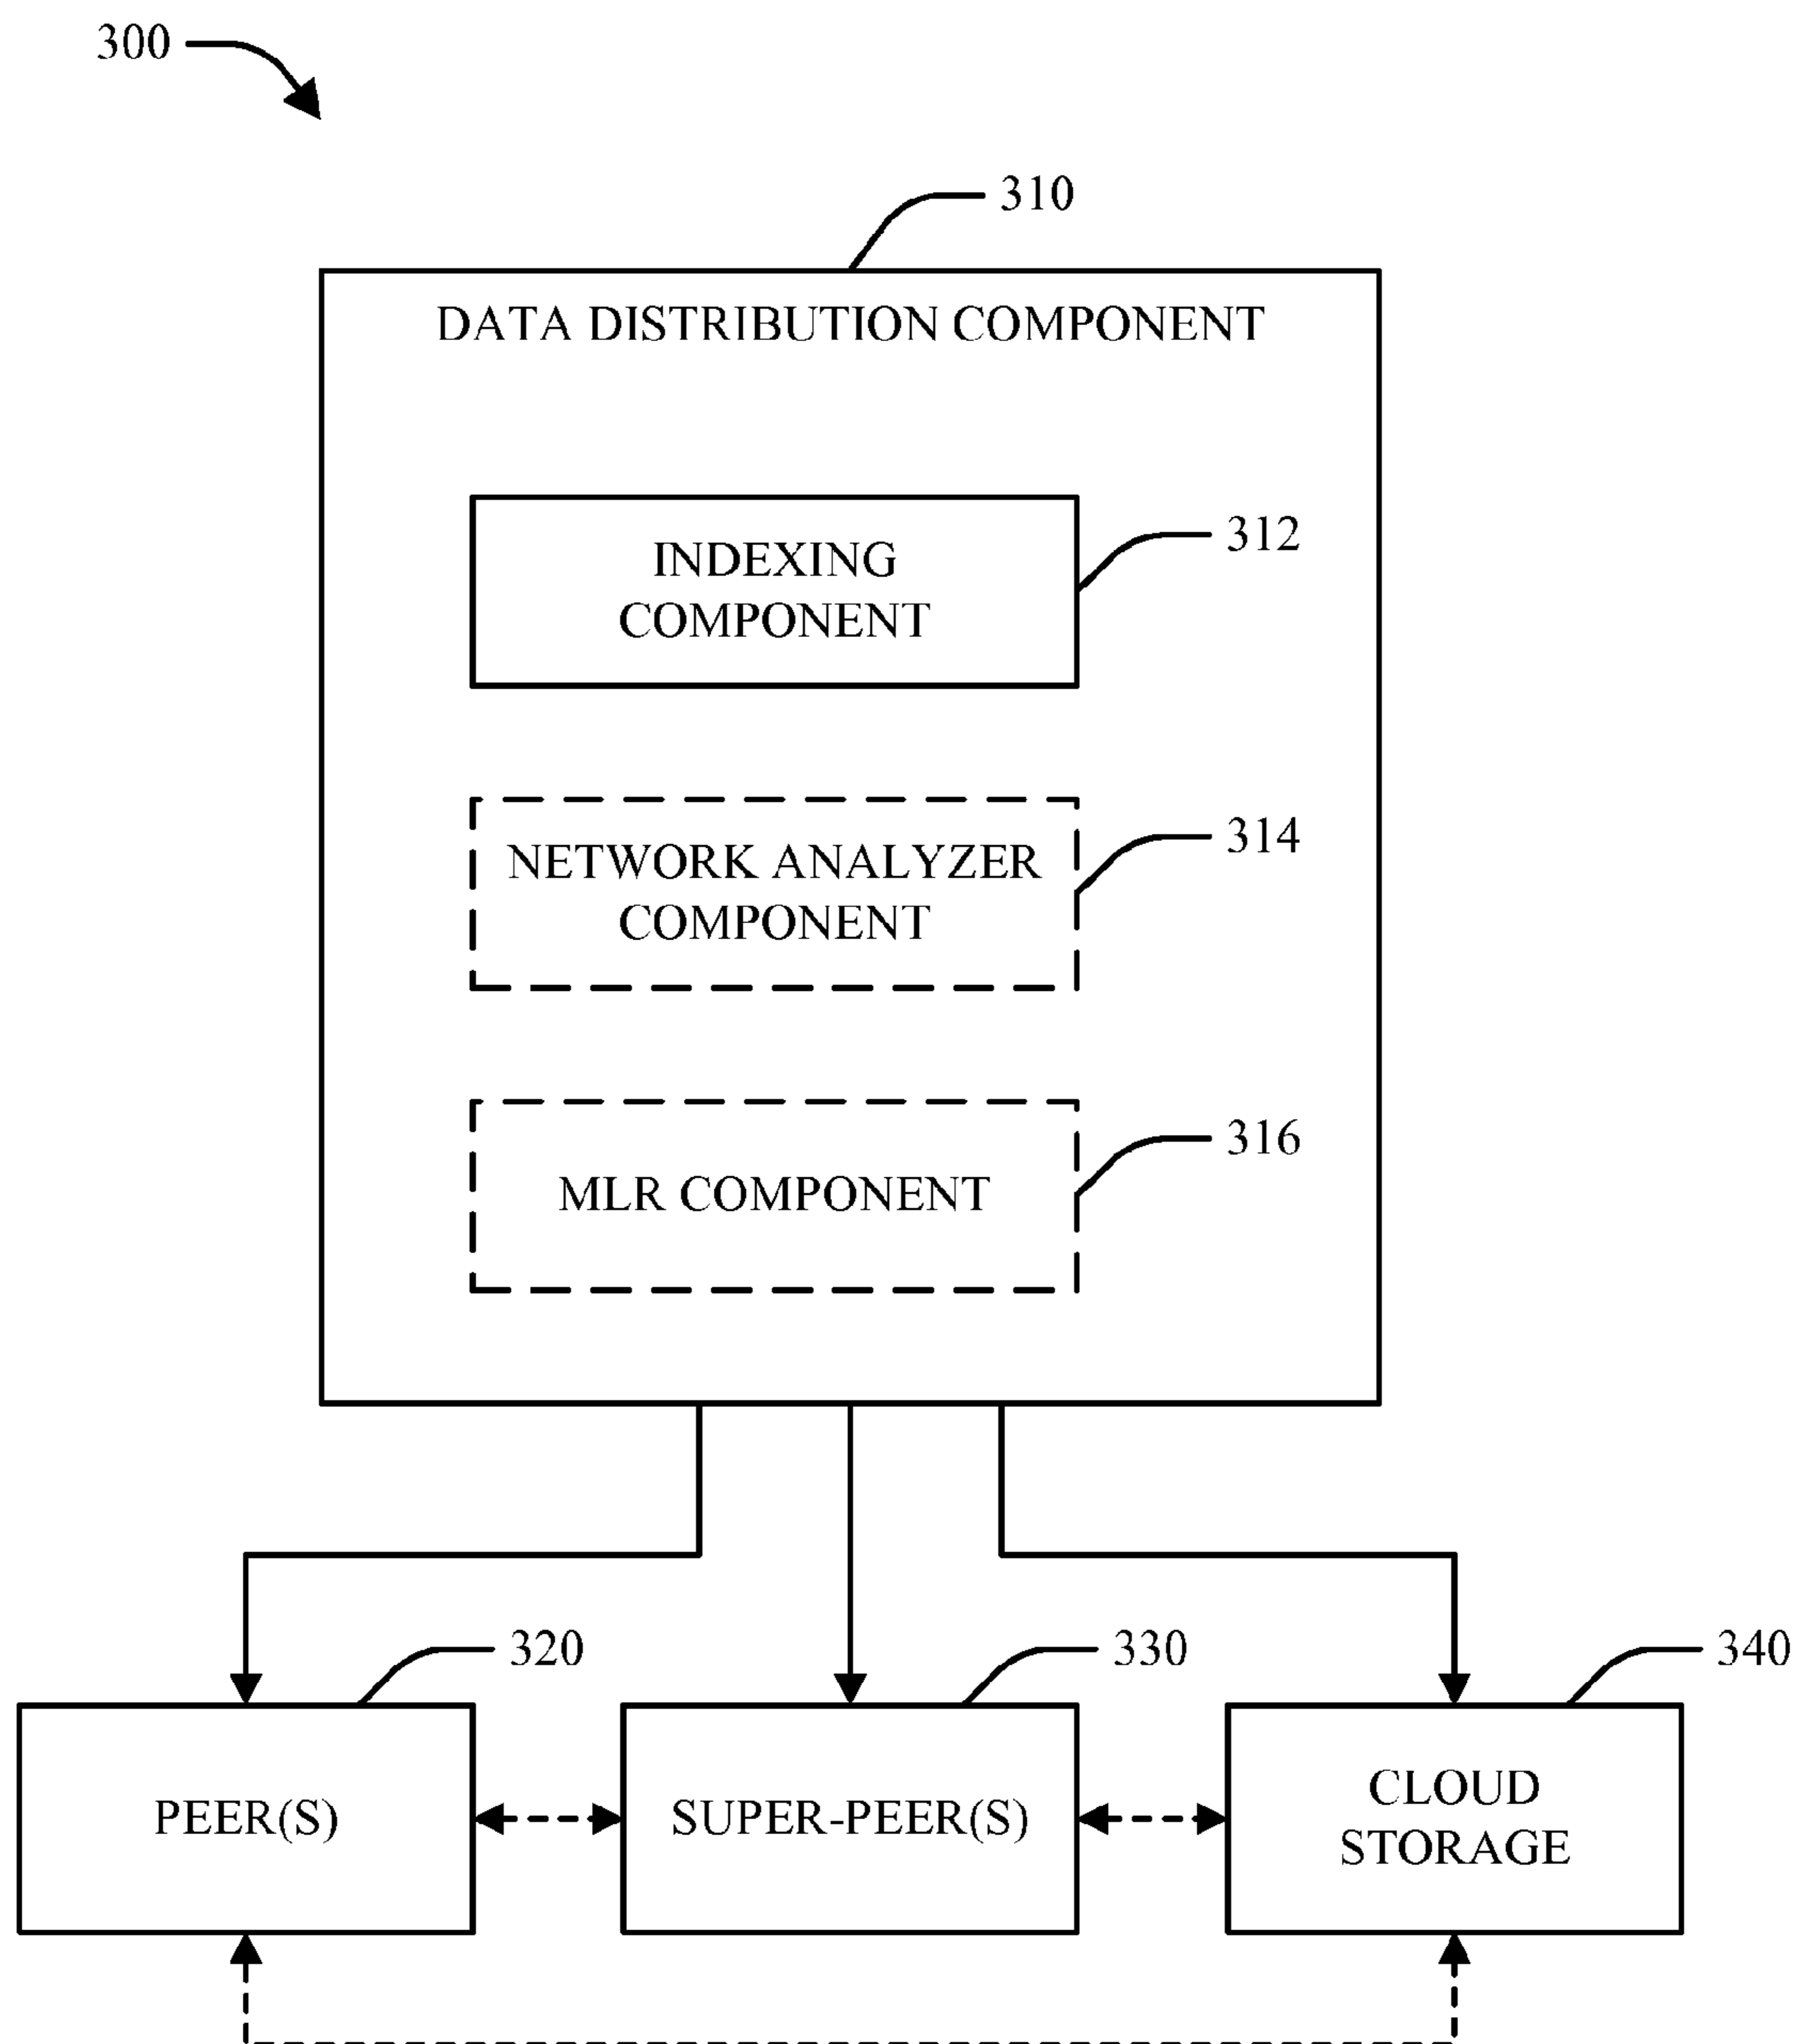 300
310
DATA DISTRIBUTION COMPONENT
INDEXING
COMPONENT
312
NETWORK ANALYZER
COMPONENT
314
MLR COMPONENT
316
320
330
340
PEER(S)
SUPER-PEER(S)
CLOUD
STORAGE